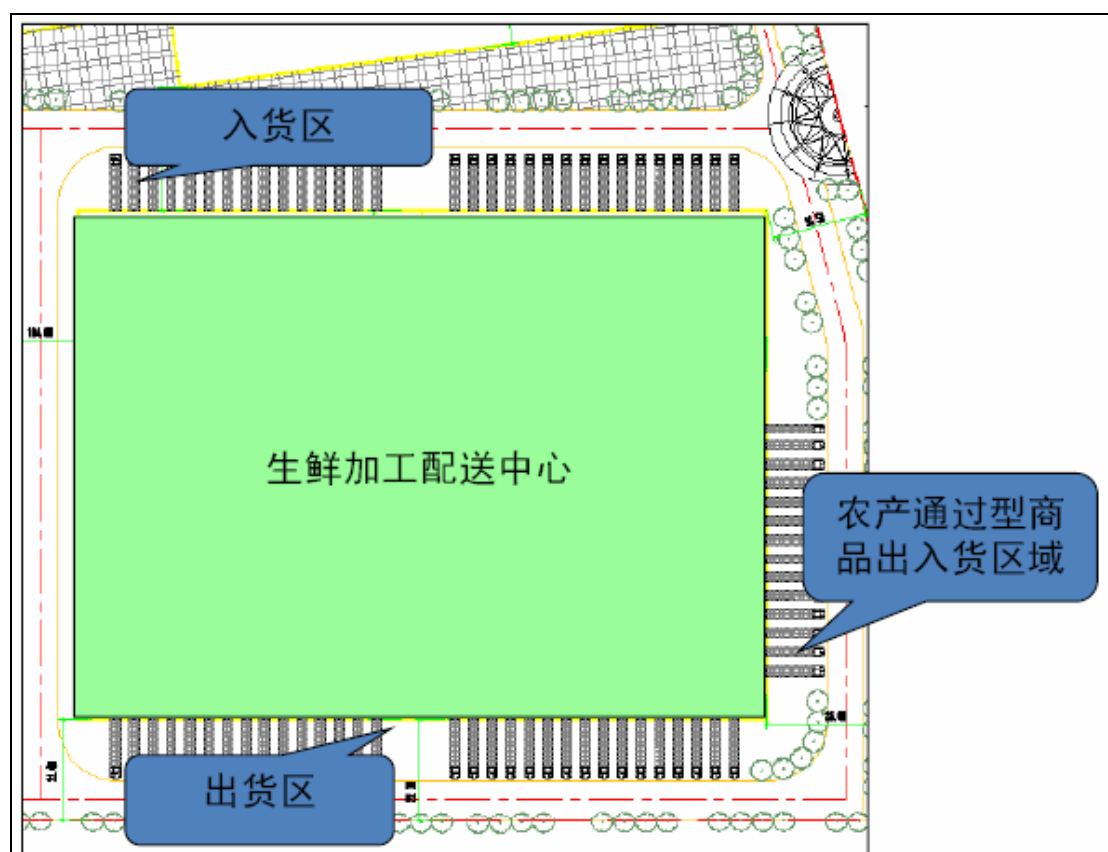 入货区
生鲜加工配送中心
农产通过型商
品出入货区域
出货区